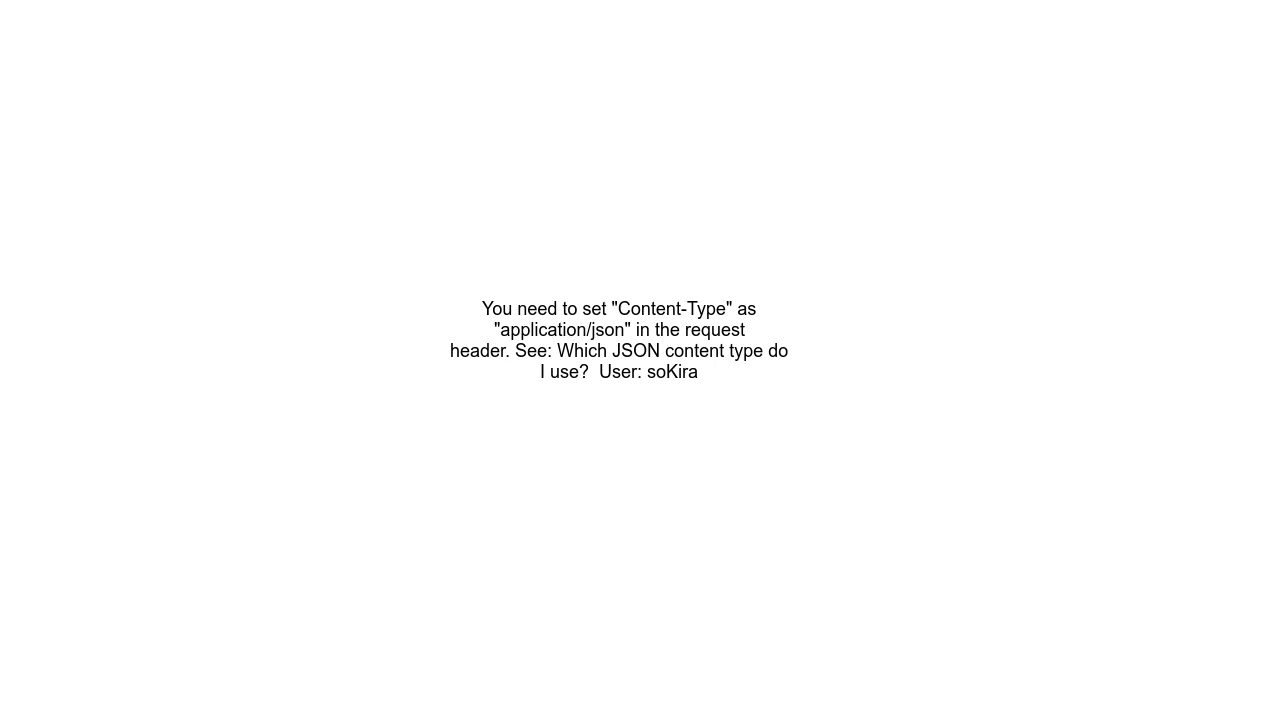 You need to set "Content-Type" as
"application/json" in the request
header. See: Which JSON content type do
I use?  User: soKira